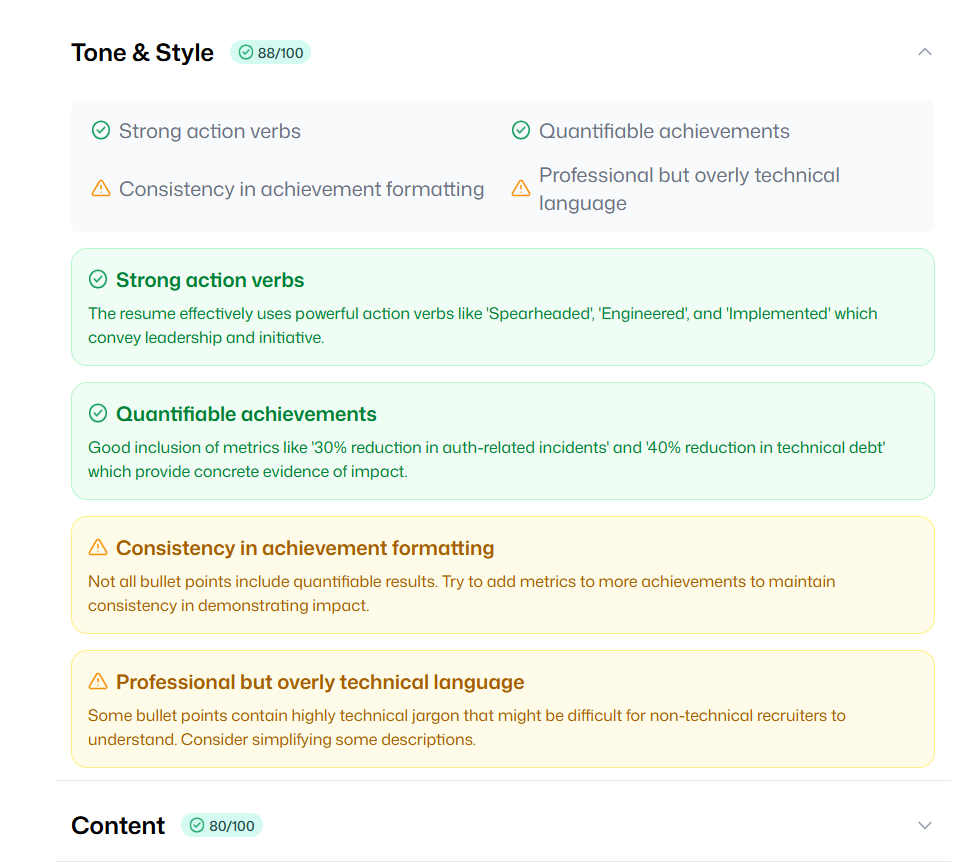 Tone & Style
88/100
Strong action verbs
Quantifiable achievements
Consistency in achievement formatting
Professional but overly technical
language
Strong action verbs
The resume effectively uses powerful action verbs like 'Spearheaded', 'Engineered', and 'Implemented' which
convey leadership and initiative.
Quantifiable achievements
Good inclusion of metrics like '30% reduction in auth-related incidents' and '40% reduction in technical debt'
which provide concrete evidence of impact.
Consistency in achievement formatting
Not all bullet points include quantifiable results. Try to add metrics to more achievements to maintain
consistency in demonstrating impact.
Professional but overly technical language
Some bullet points contain highly technical jargon that might be difficult for non-technical recruiters to
understand. Consider simplifying some descriptions.
Content
80/100